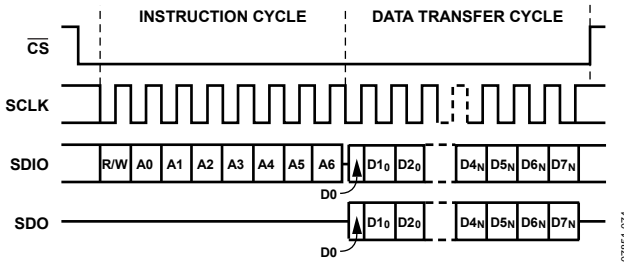 INSTRUCTION CYCLE DATA TRANSFER CYCLE
CS
SCLK
SDIO R/W A0 A1 A2 A3 A4 A5 A6 D10 D20 D4N D5N D6N D7N
D0
SDO D10 D20 D4N D5N D6N D7N
D0